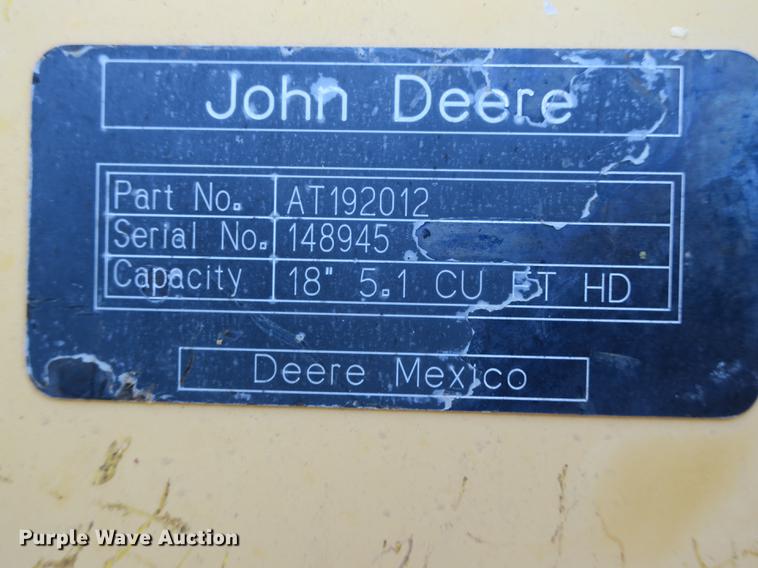 John Deere
Part No. AT192012
Serial No. 148945
Capacity 18" 5.1 CU FT HD
Deere Mexico
Purple Wave Auction